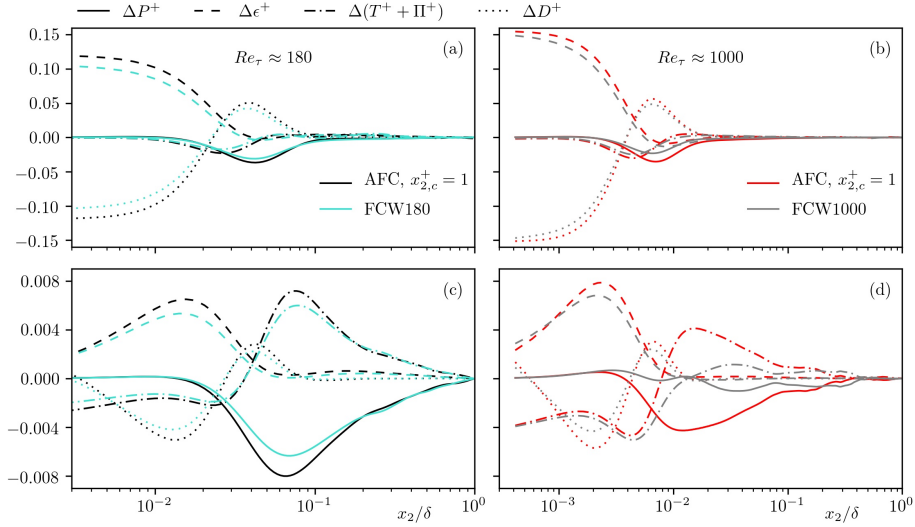 ΔP⁺ Δϵ⁺ Δ(T⁺ + Π⁺) ΔD⁺
(a)
Re_τ ≈ 180
0.15
0.10
0.05
0.00
−0.05
−0.10
−0.15
AFC, x⁺_{2,c} = 1
FCW180
(b)
Re_τ ≈ 1000
AFC, x⁺_{2,c} = 1
FCW1000
(c)
0.008
0.004
0.000
−0.004
−0.008
10⁻² 10⁻¹ 10⁰
x₂/δ
(d)
10⁻³ 10⁻² 10⁻¹ 10⁰
x₂/δ